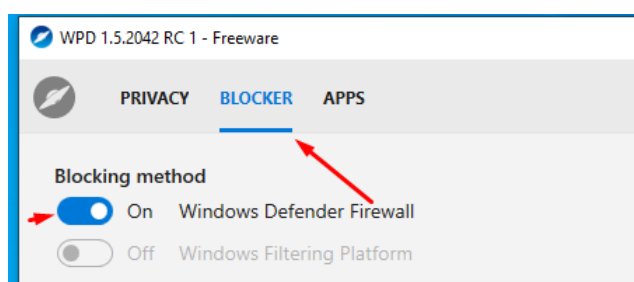 WPD 1.5.2042 RC 1 - Freeware
PRIVACY BLOCKER APPS
Blocking method
On Windows Defender Firewall
Off Windows Filtering Platform